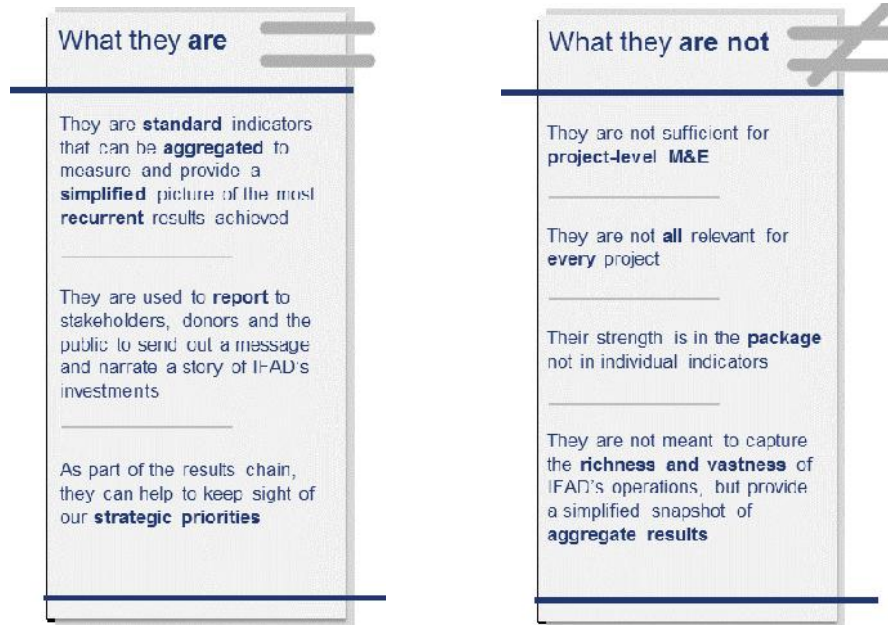 What they are
They are standard indicators
that can be aggregated to
measure and provide a
simplified picture of the most
recurrent results achieved
They are used to report to
stakeholders, donors and the
public to send out a message
and narrate a story of IFAD's
investments
As part of the results chain,
they can help to keep sight of
our strategic priorities
What they are not
They are not sufficient for
project-level M&E
They are not all relevant for
every project
Their strength is in the package
not in individual indicators
They are not meant to capture
the richness and vastness of
IFAD's operations, but provide
a simplified snapshot of
aggregate results